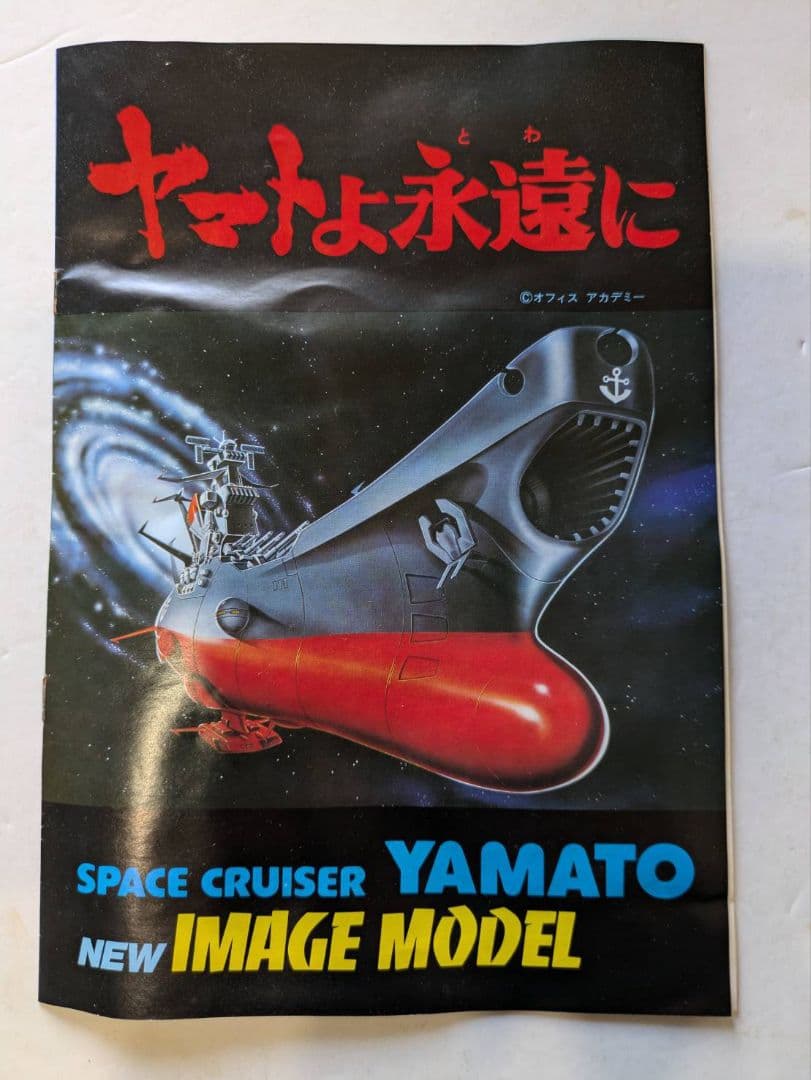 とわ
ヤマトよ永遠に
©オフィス アカデミー
SPACE CRUISER YAMATO
NEW IMAGE MODEL